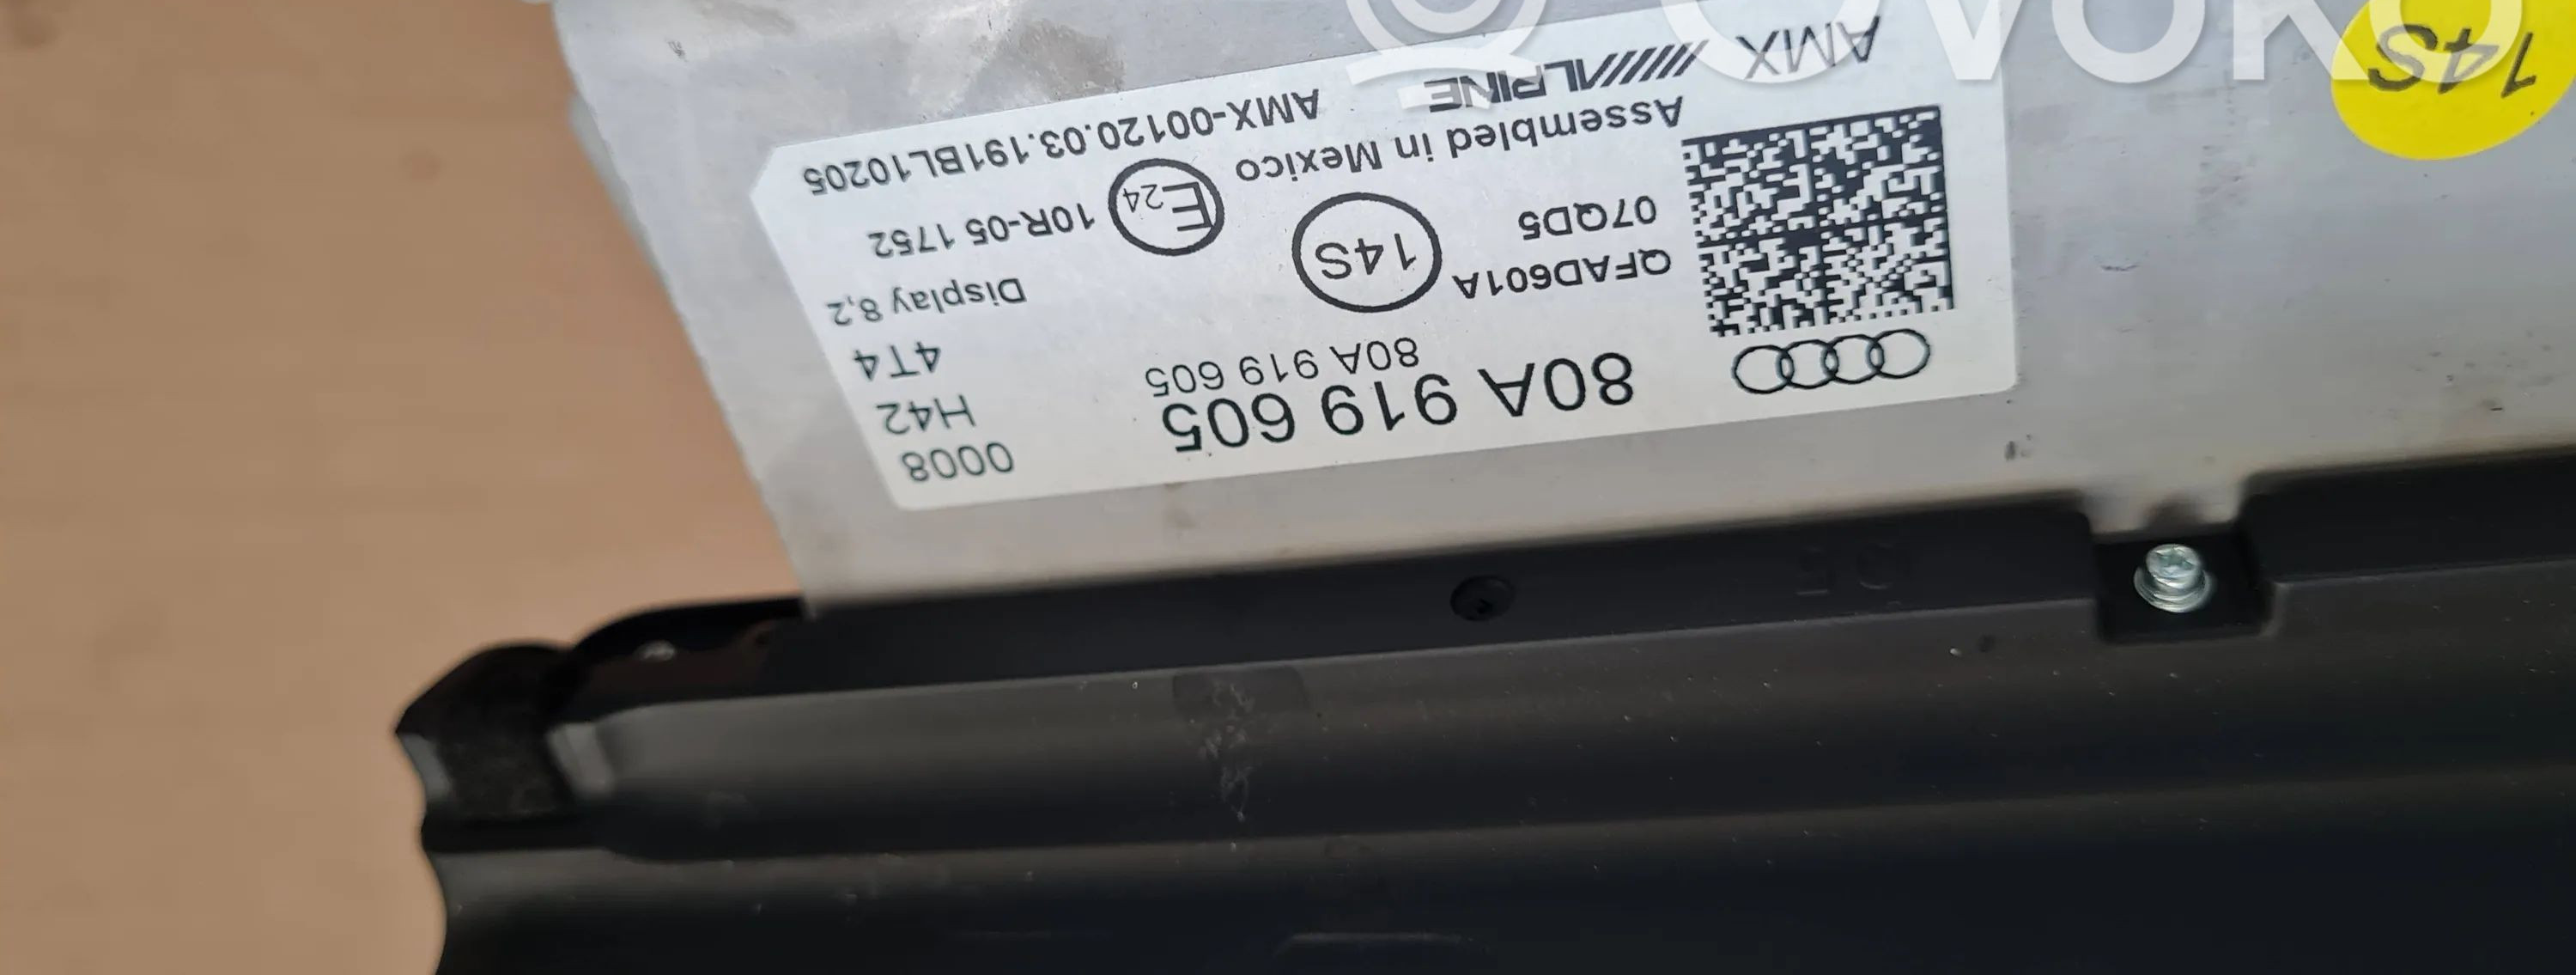 0008
80A 919 605
H42
80A 919 605
4T4
QFAD601A
14S
Display 8,2
07QD5
E24 10R-05 1752
Assembled in Mexico
ALPINE
AMX-00120.03.191BL10205
AMX
14S
OVOKO